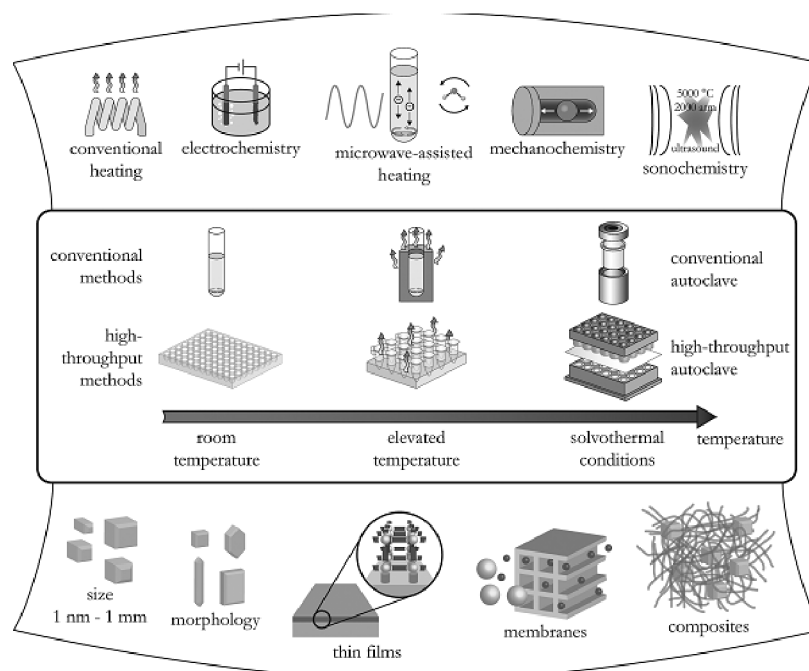 conventional
heating
electrochemistry
microwave-assisted
heating
mechanochemistry
5000 °C
2000 atm
ultrasound
sonochemistry
conventional
methods
conventional
autoclave
high-
throughput
methods
high-throughput
autoclave
room
temperature
elevated
temperature
solvothermal
conditions
temperature
size
1 nm - 1 mm
morphology
thin films
membranes
composites